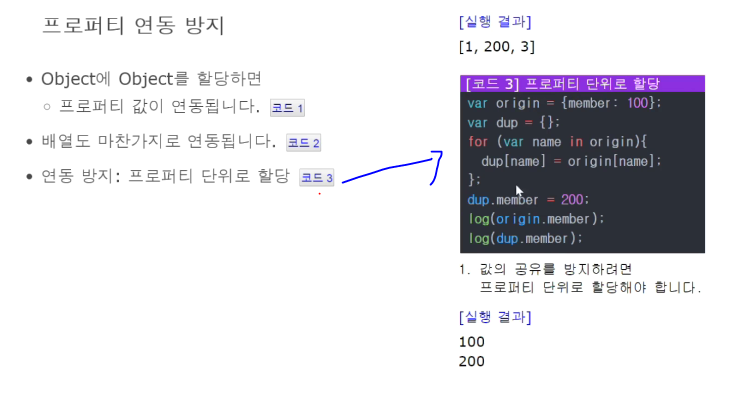 프로퍼티 연동 방지
• Object에 Object를 할당하면
◦ 프로퍼티 값이 연동됩니다. 코드 1
• 배열도 마찬가지로 연동됩니다. 코드 2
• 연동 방지: 프로퍼티 단위로 할당 코드 3
[실행 결과]
[1, 200, 3]
[코드 3] 프로퍼티 단위로 할당
var origin = {member: 100};
var dup = {};
for (var name in origin){
dup[name] = origin[name];
};
dup.member = 200;
log(origin.member);
log(dup.member);
1. 값의 공유를 방지하려면
프로퍼티 단위로 할당해야 합니다.
[실행 결과]
100
200